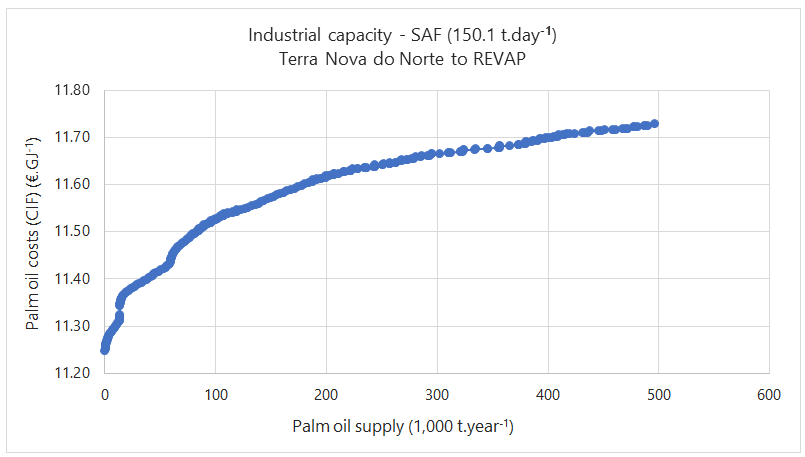 Industrial capacity - SAF (150.1 t.day⁻¹)
Terra Nova do Norte to REVAP
Palm oil costs (CIF) (€.GJ⁻¹)
11.80
11.70
11.60
11.50
11.40
11.30
11.20
0 100 200 300 400 500 600
Palm oil supply (1,000 t.year⁻¹)